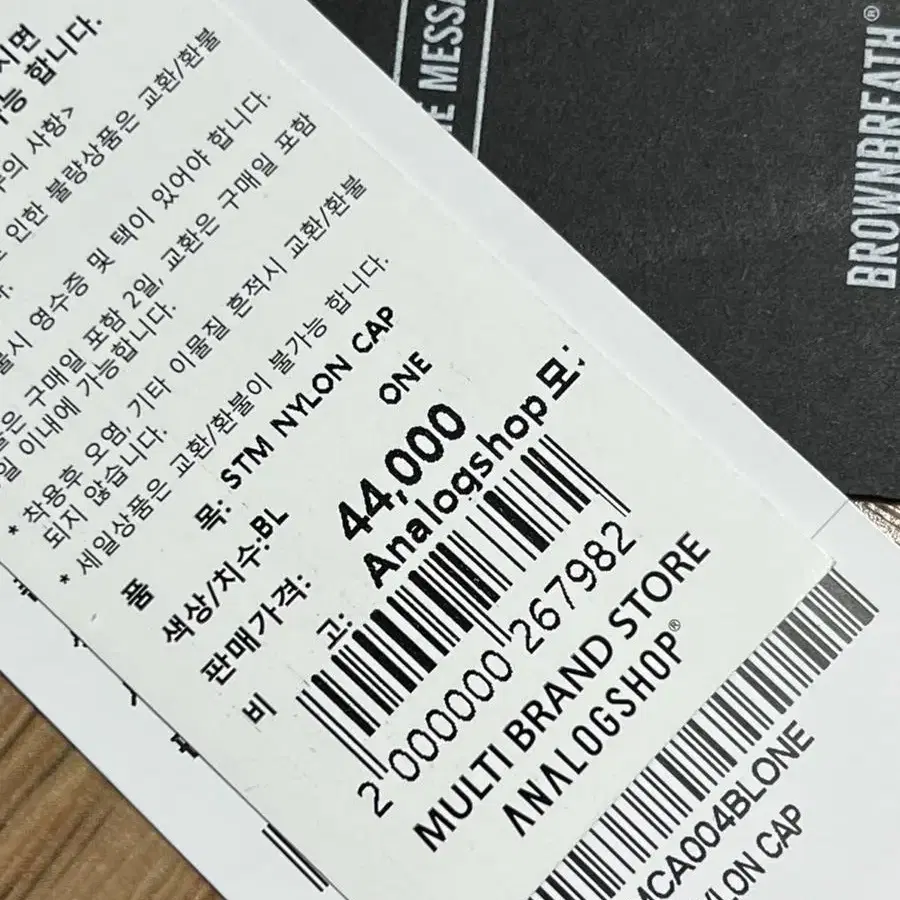 시면
능 합니다.
의 사항>
인한 불량상품은 교환/환불
영수증 및 택이 있어야 합니다.
구매일 포함 2일, 교환은 구매일 포함
일 이내에 가능합니다.
* 착용후 오염, 기타 이물질 흔적시 교환/환불
되지 않습니다.
* 세일상품은 교환/환불이 불가능 합니다.
품 목: STM NYLON CAP
색상/치수:BL ONE
판매가격: 44,000
비 고: Analogshop모:
2 000000 267982
MULTI BRAND STORE
ANALOGSHOP®
MCA004BLONE
YLON CAP
E MESSA
BROWNBREATH®